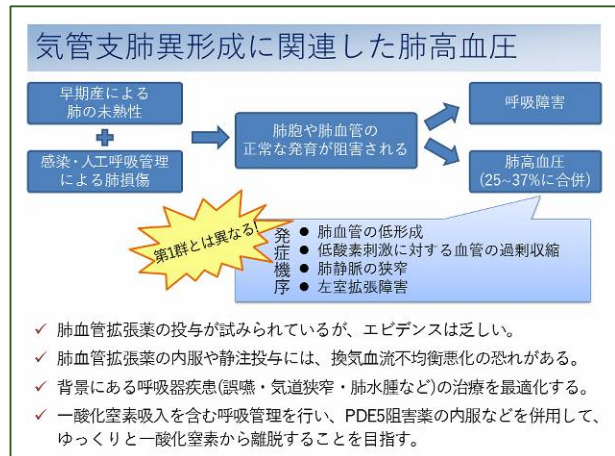 気管支肺異形成に関連した肺高血圧
早期産による
肺の未熟性
感染・人工呼吸管理
による肺損傷
肺胞や肺血管の
正常な発育が阻害される
呼吸障害
肺高血圧
(25~37%に合併)
第1群とは異なる!
発症機序
● 肺血管の低形成
● 低酸素刺激に対する血管の過剰収縮
● 肺静脈の狭窄
● 左室拡張障害
✓ 肺血管拡張薬の投与が試みられているが、エビデンスは乏しい。
✓ 肺血管拡張薬の内服や静注投与には、換気血流不均衡悪化の恐れがある。
✓ 背景にある呼吸器疾患(誤嚥・気道狭窄・肺水腫など)の治療を最適化する。
✓ 一酸化窒素吸入を含む呼吸管理を行い、PDE5阻害薬の内服などを併用して、
ゆっくりと一酸化窒素から離脱することを目指す。